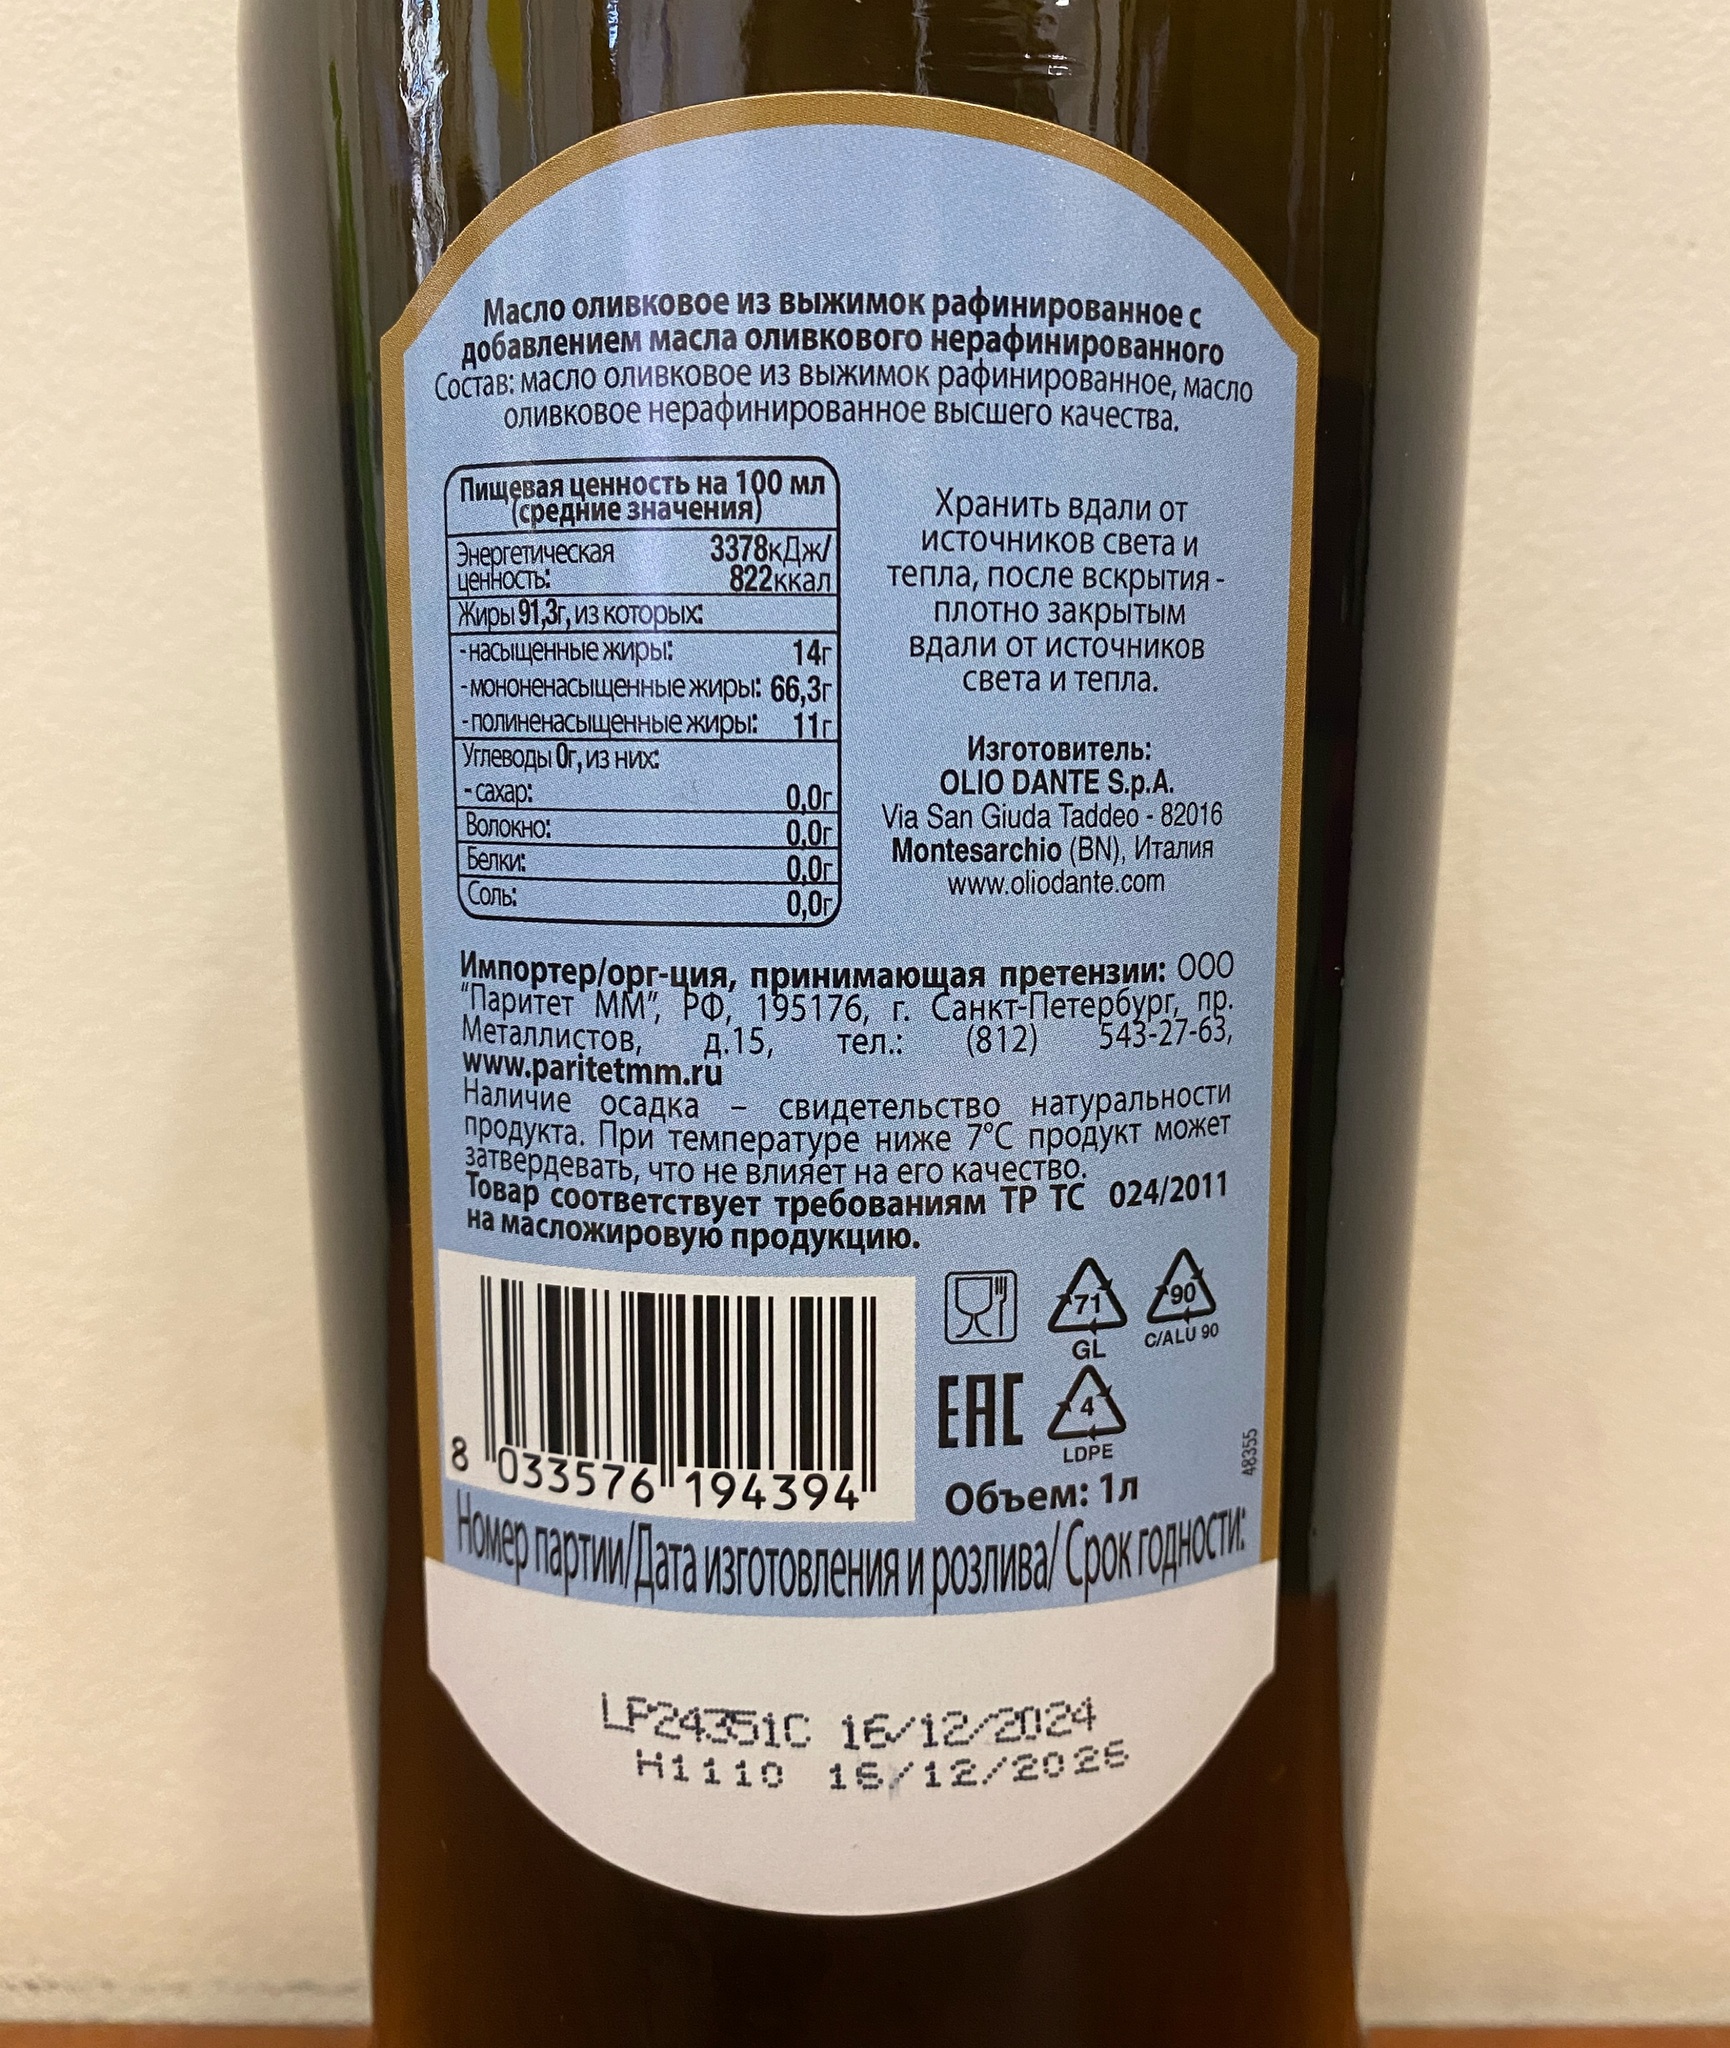 Масло оливковое из выжимок рафинированное с
добавлением масла оливкового нерафинированного
Состав: масло оливковое из выжимок рафинированное, масло
оливковое нерафинированное высшего качества.
Пищевая ценность на 100 мл
(средние значения)
Энергетическая 3378кДж/
ценность: 822ккал
Жиры 91,3г, из которых:
- насыщенные жиры: 14г
- мононенасыщенные жиры: 66,3г
- полиненасыщенные жиры: 11г
Углеводы 0г, из них:
- сахар: 0,0г
Волокно: 0,0г
Белки: 0,0г
Соль: 0,0г
Хранить вдали от
источников света и
тепла, после вскрытия -
плотно закрытым
вдали от источников
света и тепла.
Изготовитель:
OLIO DANTE S.p.A.
Via San Giuda Taddeo - 82016
Montesarchio (BN), Италия
www.oliodante.com
Импортер/орг-ция, принимающая претензии: ООО
"Паритет ММ", РФ, 195176, г. Санкт-Петербург, пр.
Металлистов, д.15, тел.: (812) 543-27-63,
www.paritetmm.ru
Наличие осадка – свидетельство натуральности
продукта. При температуре ниже 7°С продукт может
затвердевать, что не влияет на его качество.
Товар соответствует требованиям ТР ТС 024/2011
на масложировую продукцию.
71
GL
90
C/ALU 90
EAC
4
LDPE
48355
8 033576 194394
Объем: 1л
Номер партии/Дата изготовления и розлива/ Срок годности:
LP24351C 16/12/2024
H1110 16/12/2026